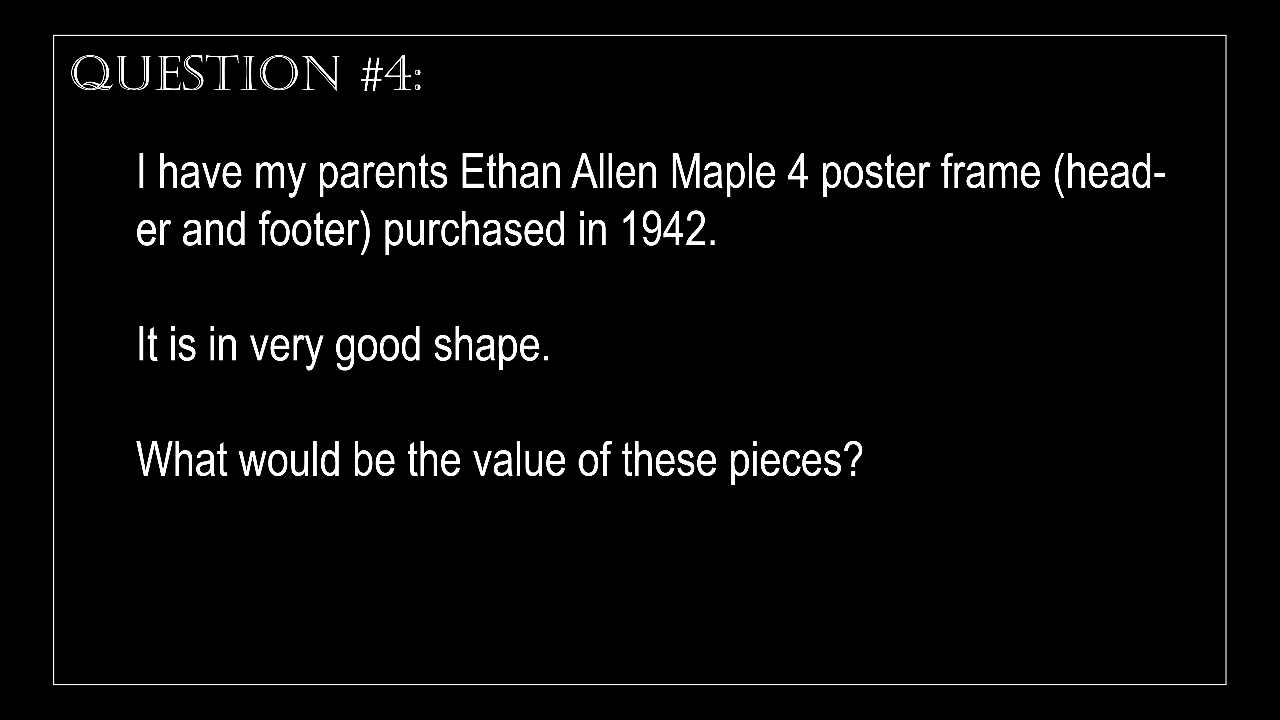 QUESTION #4:
I have my parents Ethan Allen Maple 4 poster frame (head-
er and footer) purchased in 1942.
It is in very good shape.
What would be the value of these pieces?